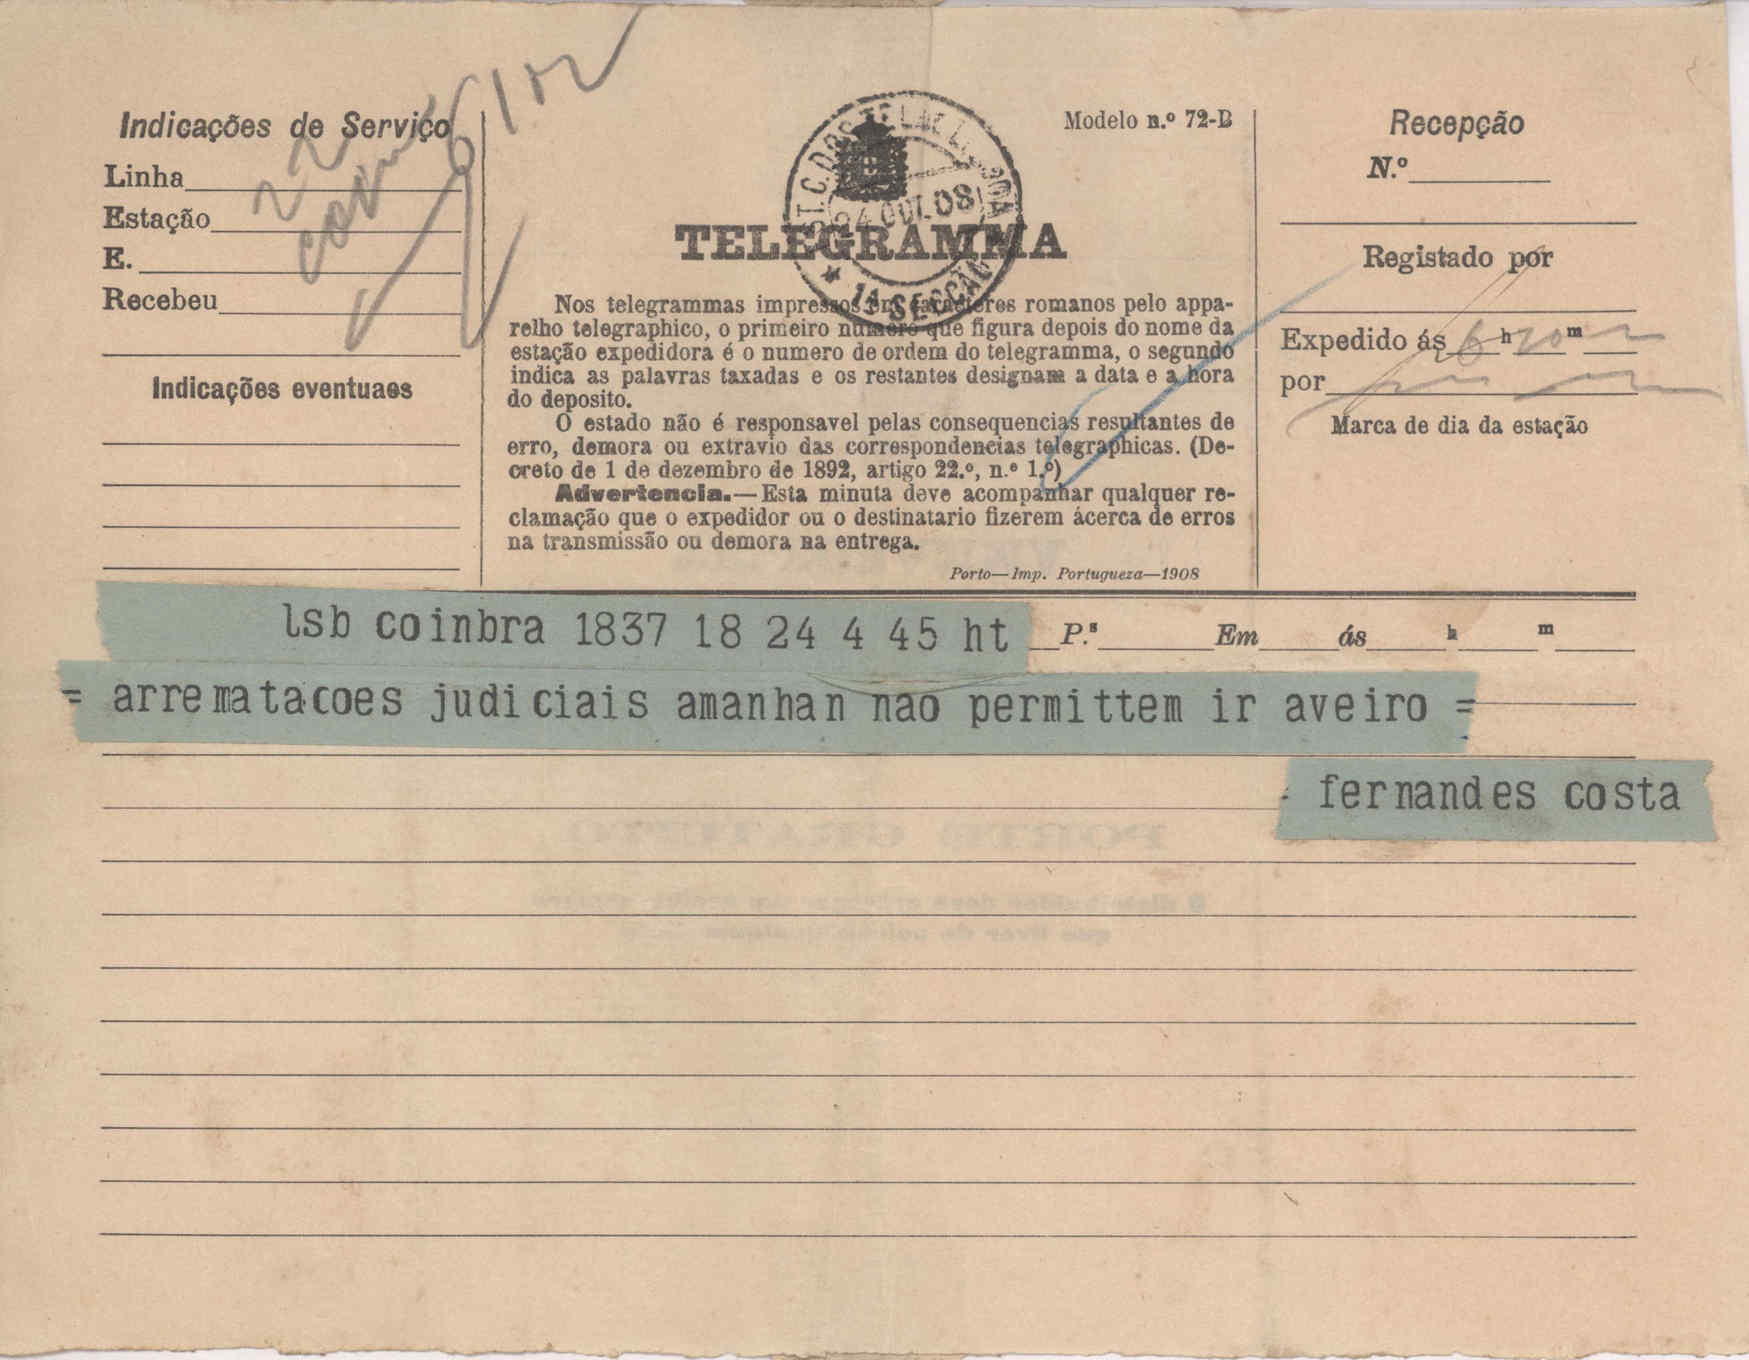 Indicações de Serviço
Linha
Estação
E.
Recebeu
Indicações eventuaes
Modelo n.º 72-B
24 OUT. 08
1ª SECÇÃO
TELEGRAMMA
Nos telegrammas impressos em caracteres romanos pelo appa-
relho telegraphico, o primeiro numero que figura depois do nome da
estação expedidora é o numero de ordem do telegramma, o segundo
indica as palavras taxadas e os restantes designam a data e a hora
do deposito.
O estado não é responsavel pelas consequencias resultantes de
erro, demora ou extravio das correspondencias telegraphicas. (De-
creto de 1 de dezembro de 1892, artigo 22.º, n.º 1.º)
Advertencia.—Esta minuta deve acompanhar qualquer re-
clamação que o expedidor ou o destinatario fizerem ácerca de erros
na transmissão ou demora na entrega.
Porto—Imp. Portugueza—1908
Recepção
N.º
Registado por
Expedido ás 6 h 20 m
por
Marca de dia da estação
lsb coinbra 1837 18 24 4 45 ht P.ª Em ás h m
= arrematacoes judiciais amanhan nao permittem ir aveiro =
fernandes costa